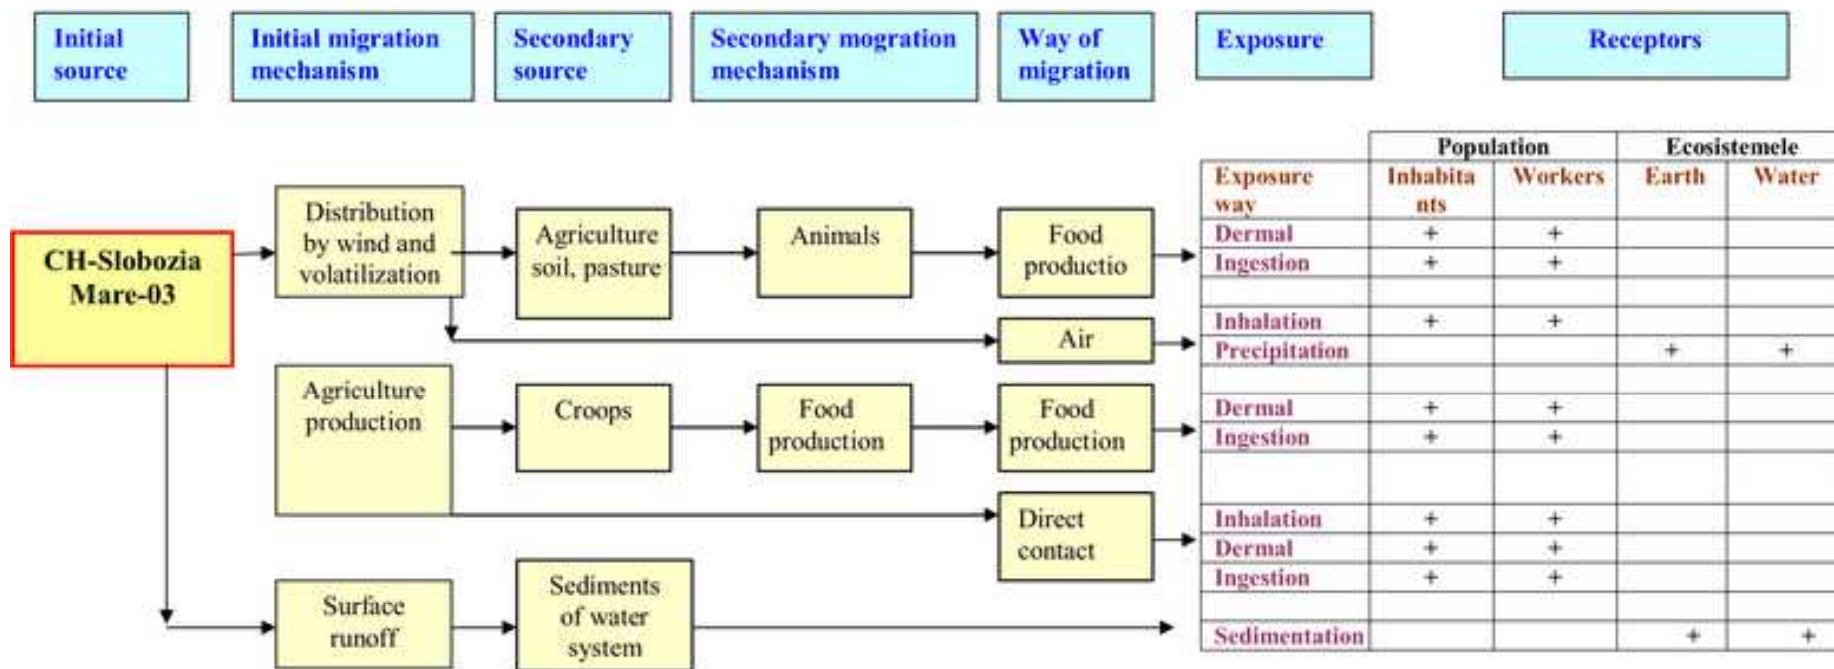 Initial source
Initial migration mechanism
Secondary source
Secondary mogration mechanism
Way of migration
Exposure
Receptors
Population
Ecosistemele
Exposure way
Inhabita nts
Workers
Earth
Water
CH-Slobozia
Mare-03
Distribution
by wind and
volatilization
Agriculture
soil, pasture
Animals
Food
productio
Dermal + +
Ingestion + +
Air
Inhalation + +
Precipitation + +
Agriculture
production
Croops
Food
production
Food
production
Dermal + +
Ingestion + +
Direct
contact
Inhalation + +
Dermal + +
Ingestion + +
Surface
runoff
Sediments
of water
system
Sedimentation + +